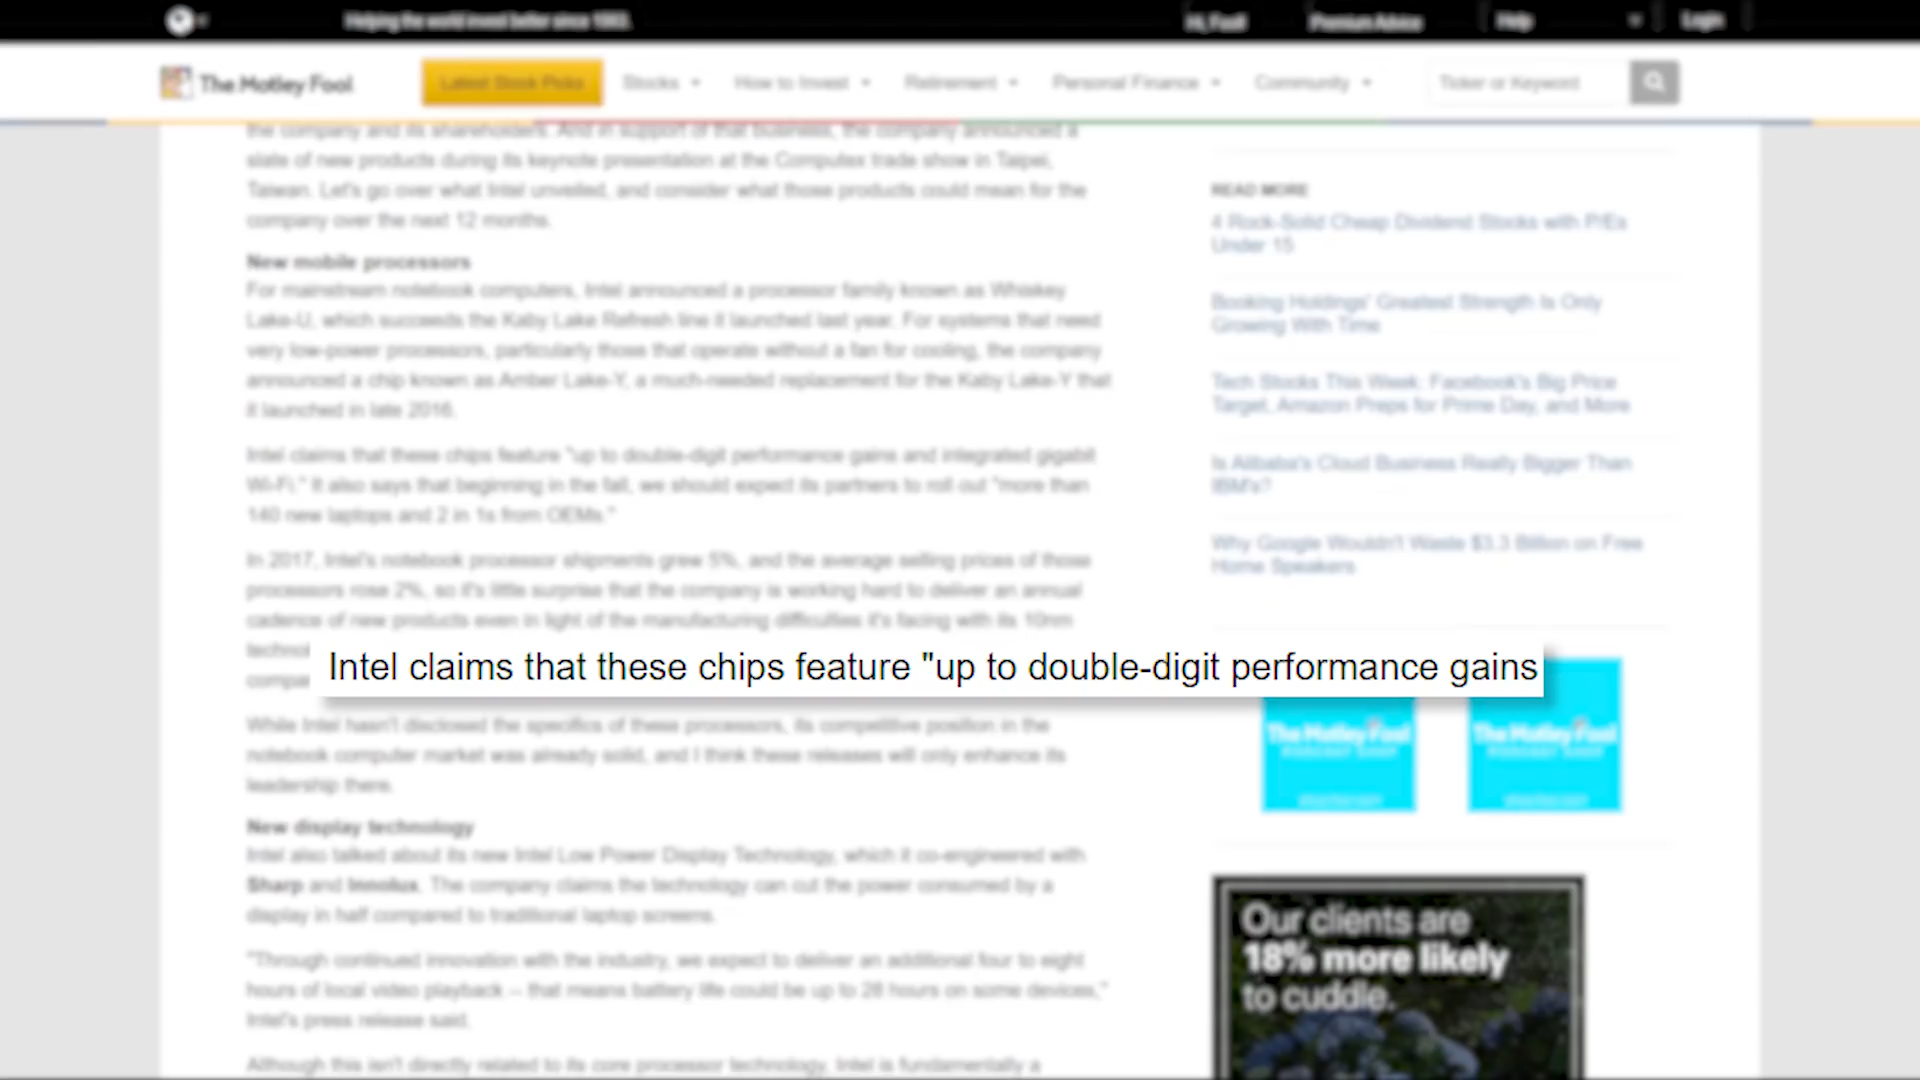 Helping the world invest better since 1993.
Hi, Fool!
Premium Advice
Help
Login
The Motley Fool
Latest Stock Picks
Stocks
How to Invest
Retirement
Personal Finance
Community
Ticker or Keyword
the company and its shareholders. And in support of that business, the company announced a
slate of new products during its keynote presentation at the Computex trade show in Taipei,
Taiwan. Let's go over what Intel unveiled, and consider what those products could mean for the
company over the next 12 months.
New mobile processors
For mainstream notebook computers, Intel announced a processor family known as Whiskey
Lake-U, which succeeds the Kaby Lake Refresh line it launched last year. For systems that need
very low-power processors, particularly those that operate without a fan for cooling, the company
announced a chip known as Amber Lake-Y, a much-needed replacement for the Kaby Lake-Y that
it launched in late 2016.
Intel claims that these chips feature "up to double-digit performance gains and integrated gigabit
Wi-Fi." It also says that beginning in the fall, we should expect its partners to roll out "more than
140 new laptops and 2 in 1s from OEMs."
In 2017, Intel's notebook processor shipments grew 5%, and the average selling prices of those
processors rose 2%, so it's little surprise that the company is working hard to deliver an annual
cadence of new products even in light of the manufacturing difficulties it's facing with its 10nm
Intel claims that these chips feature "up to double-digit performance gains
While Intel hasn't disclosed the specifics of these processors, its competitive position in the
notebook computer market was already solid, and I think these releases will only enhance its
leadership there.
New display technology
Intel also talked about its new Intel Low Power Display Technology, which it co-engineered with
Sharp and Innolux. The company claims the technology can cut the power consumed by a
display in half compared to traditional laptop screens.
"Through continued innovation with the industry, we expect to deliver an additional four to eight
hours of local video playback -- that means battery life could be up to 28 hours on some devices,"
Intel's press release said.
Although this isn't directly related to its core processor technology, Intel is fundamentally a
READ MORE
4 Rock-Solid Cheap Dividend Stocks with P/Es
Under 15
Booking Holdings' Greatest Strength Is Only
Growing With Time
Tech Stocks This Week: Facebook's Big Price
Target, Amazon Preps for Prime Day, and More
Is Alibaba's Cloud Business Really Bigger Than
IBM's?
Why Google Wouldn't Waste $3.3 Billion on Free
Home Speakers
The Motley Fool
The Motley Fool
Our clients are
18% more likely
to cuddle.